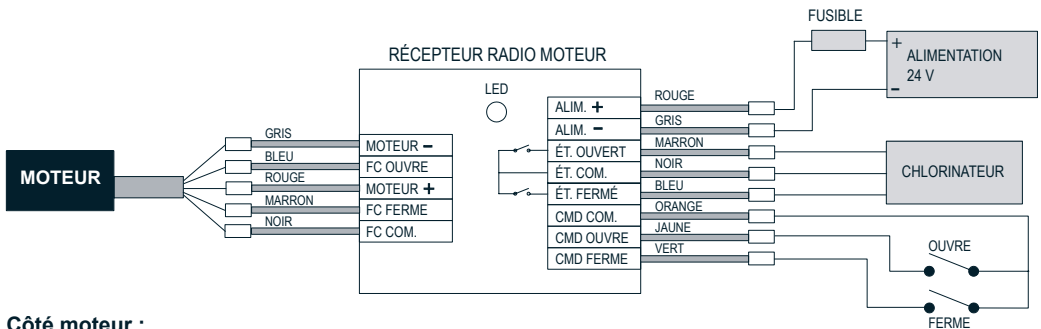 FUSIBLE
+
ALIMENTATION
24 V
-
RÉCEPTEUR RADIO MOTEUR
LED
MOTEUR
GRIS
BLEU
ROUGE
MARRON
NOIR
MOTEUR -
FC OUVRE
MOTEUR +
FC FERME
FC COM.
ALIM. +
ALIM. -
ÉT. OUVERT
ÉT. COM.
ÉT. FERMÉ
CMD COM.
CMD OUVRE
CMD FERME
ROUGE
GRIS
MARRON
NOIR
BLEU
ORANGE
JAUNE
VERT
CHLORINATEUR
OUVRE
FERME
Côté moteur :